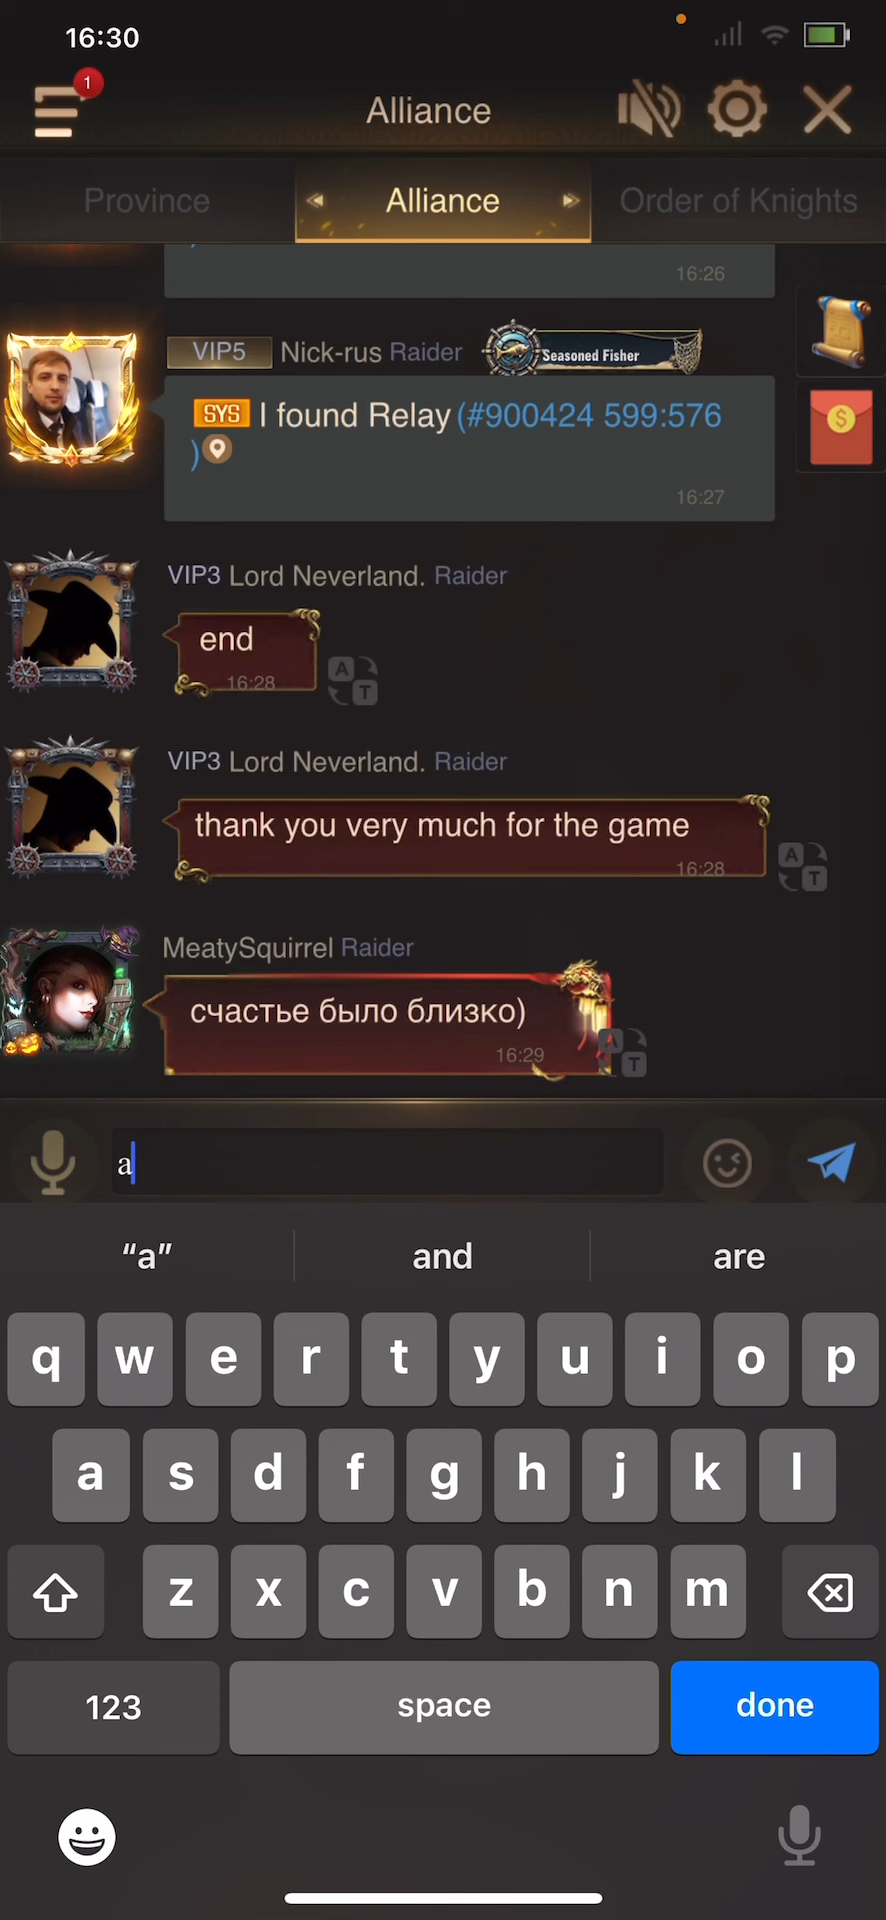 16:30
1
Alliance
Province
Alliance
Order of Knights
16:26
VIP5 Nick-rus Raider Seasoned Fisher
SYS I found Relay (#900424 599:576
)
16:27
VIP3 Lord Neverland. Raider
end
16:28
A
T
VIP3 Lord Neverland. Raider
thank you very much for the game
16:28
A
T
MeatySquirrel Raider
счастье было близко)
16:29
A
T
a
“a” and are
q w e r t y u i o p
a s d f g h j k l
z x c v b n m
123 space done